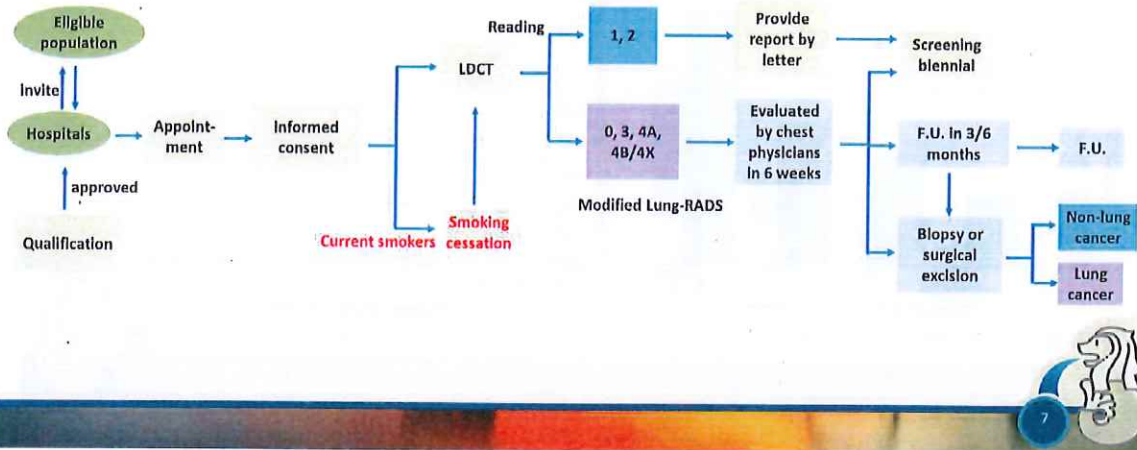 Eligible
population
Invite
Hospitals
approved
Qualification
Appoint-
ment
Informed
consent
Current smokers
Smoking
cessation
LDCT
Reading
1, 2
0, 3, 4A,
4B/4X
Modified Lung-RADS
Provide
report by
letter
Evaluated
by chest
physicians
in 6 weeks
Screening
biennial
F.U. in 3/6
months
F.U.
Biopsy or
surgical
excision
Non-lung
cancer
Lung
cancer
7